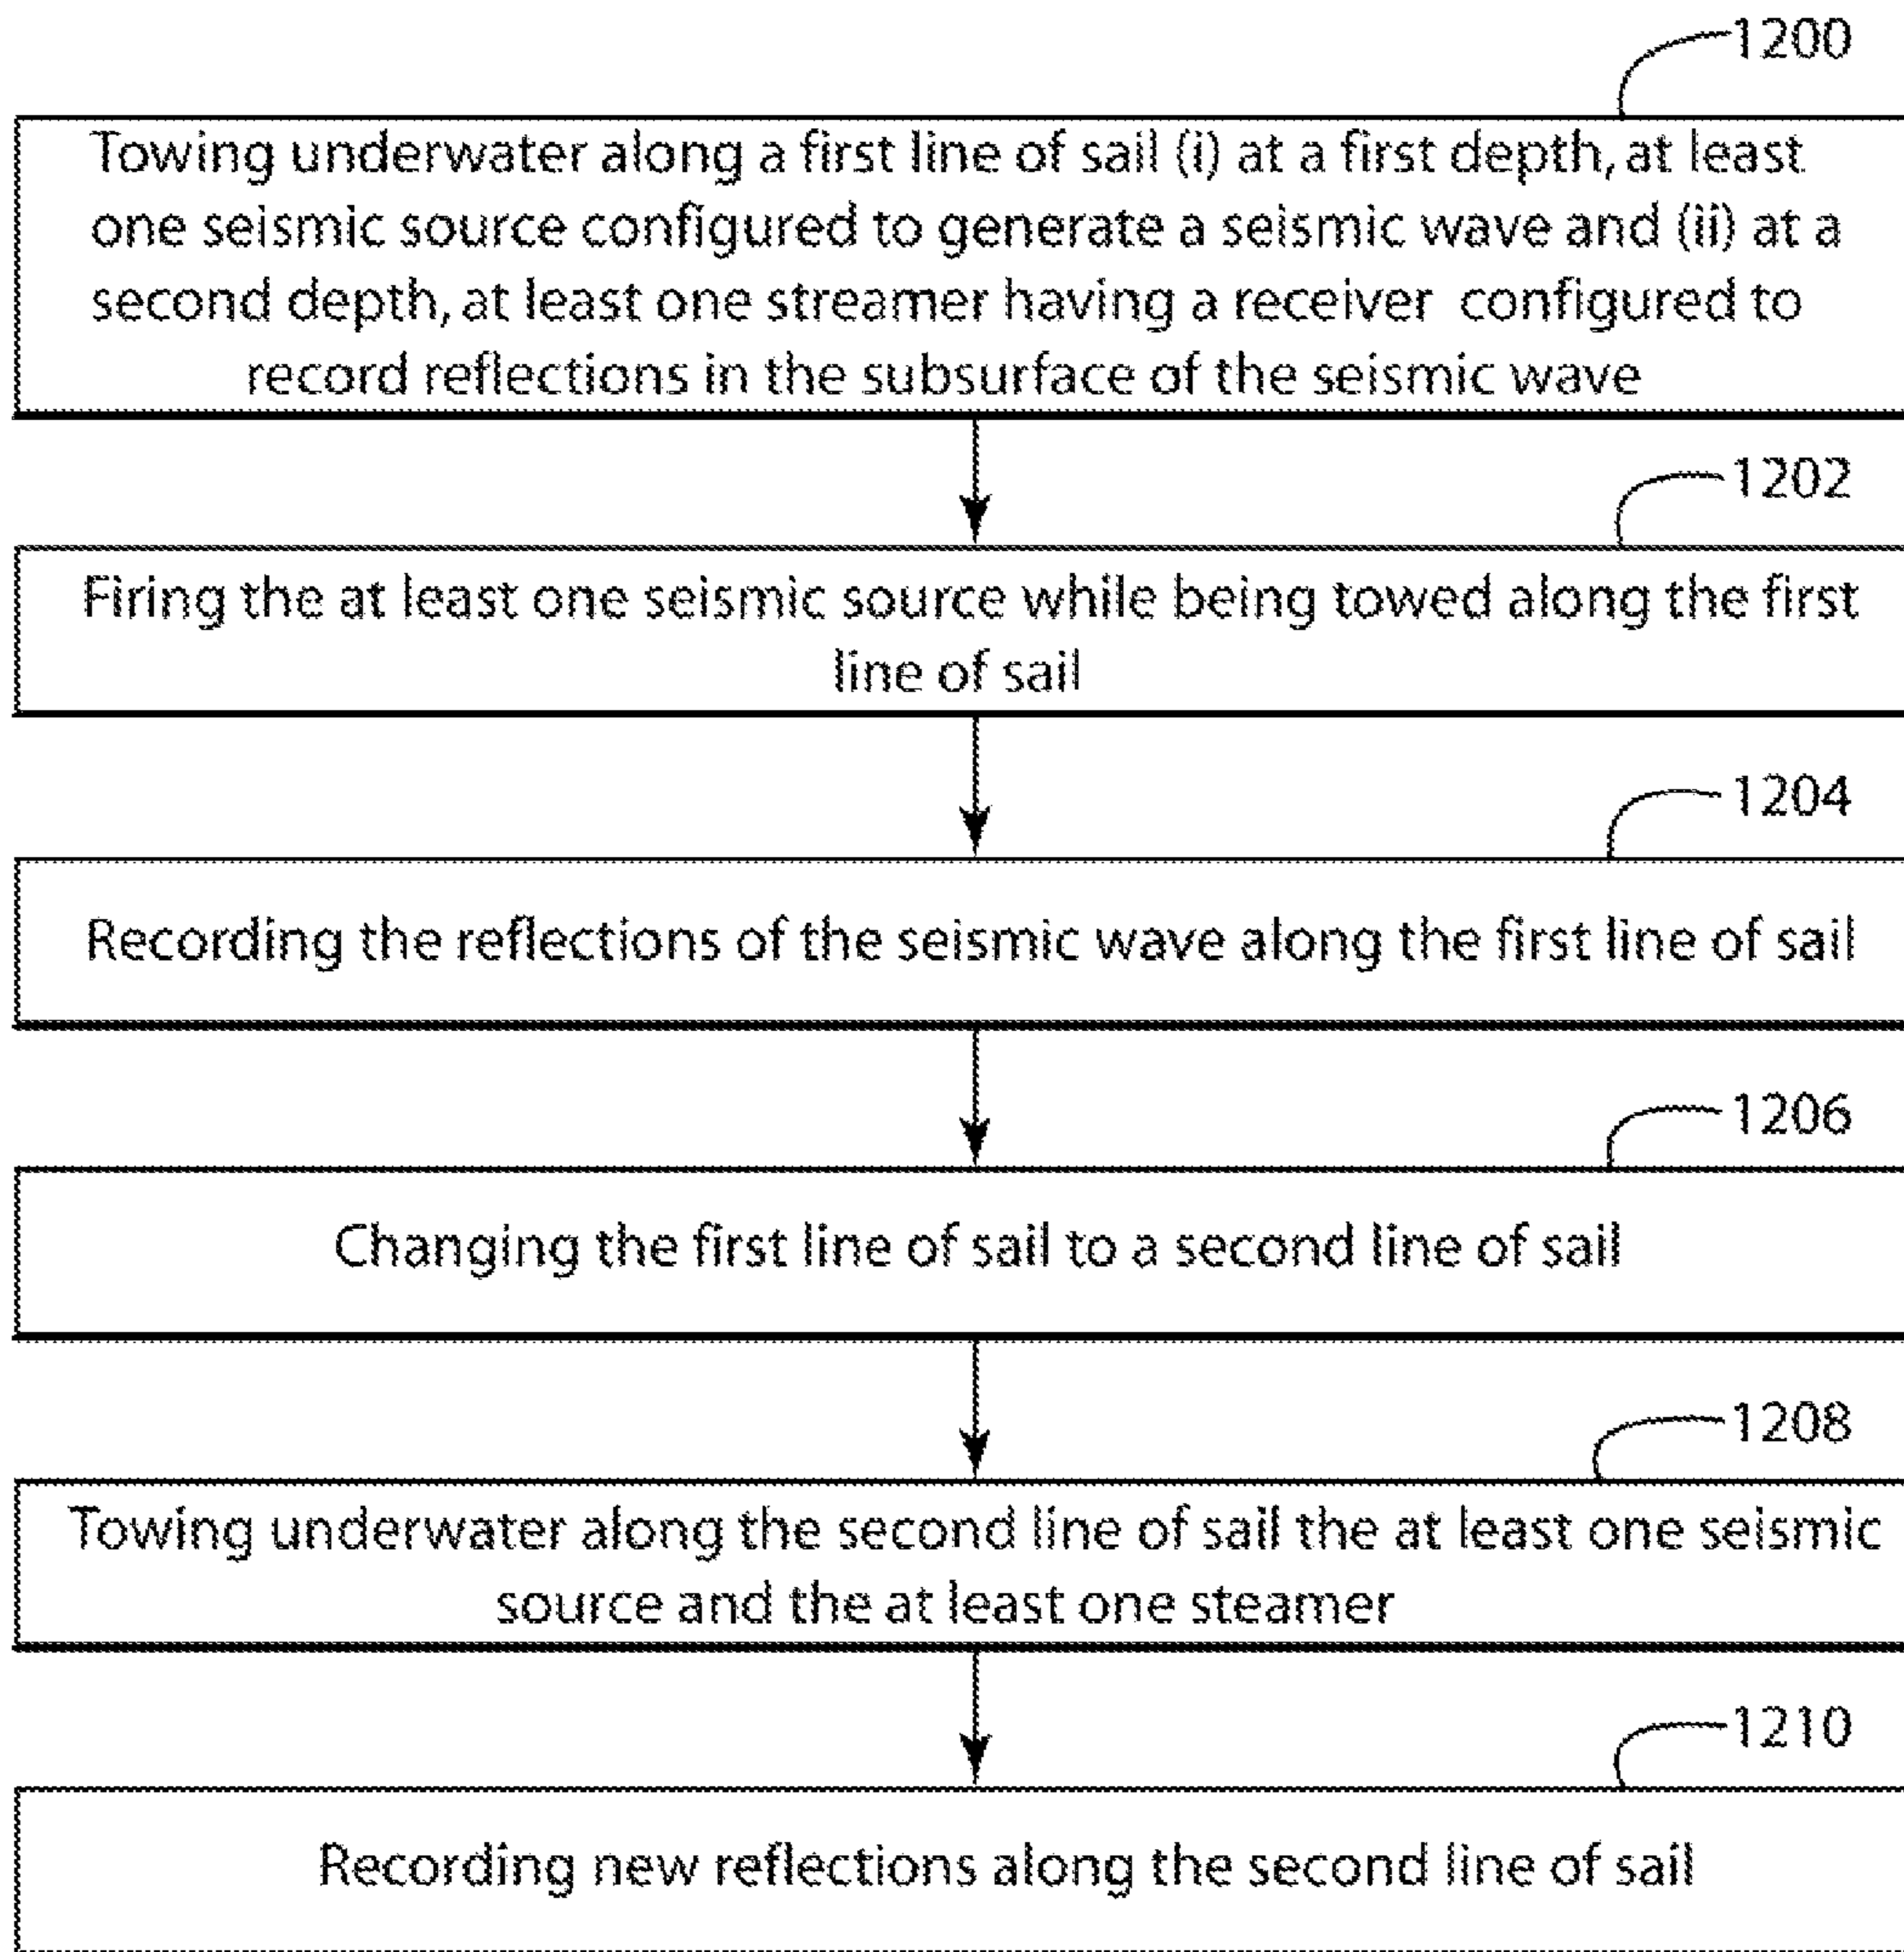 1200
Towing underwater along a first line of sail (i) at a first depth, at least
one seismic source configured to generate a seismic wave and (ii) at a
second depth, at least one streamer having a receiver configured to
record reflections in the subsurface of the seismic wave
1202
Firing the at least one seismic source while being towed along the first
line of sail
1204
Recording the reflections of the seismic wave along the first line of sail
1206
Changing the first line of sail to a second line of sail
1208
Towing underwater along the second line of sail the at least one seismic
source and the at least one steamer
1210
Recording new reflections along the second line of sail